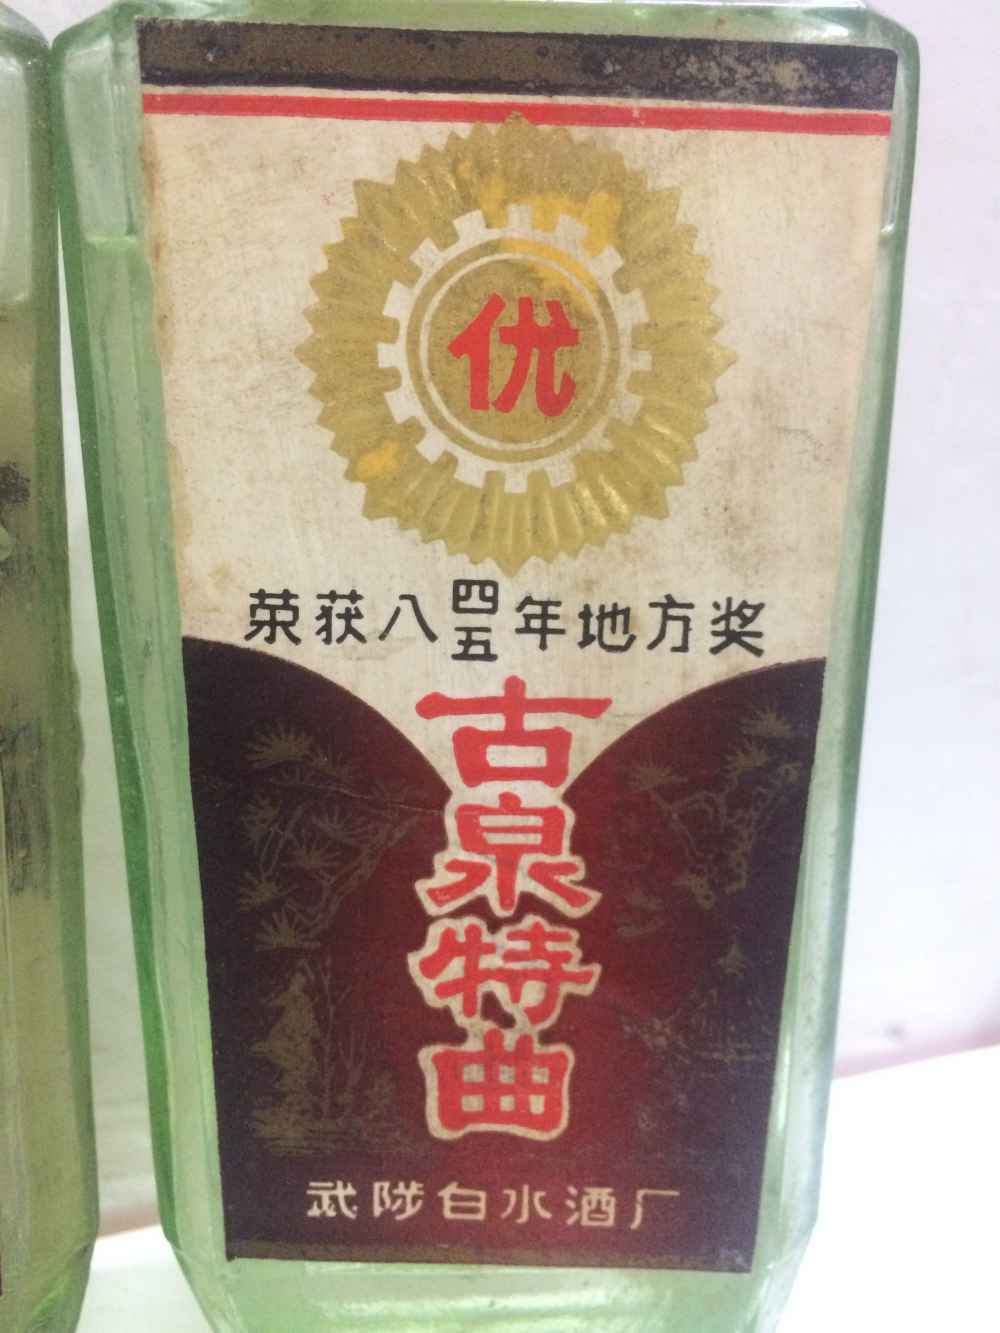 优
荣获八四五年地方奖
古泉特曲
武陇白水酒厂